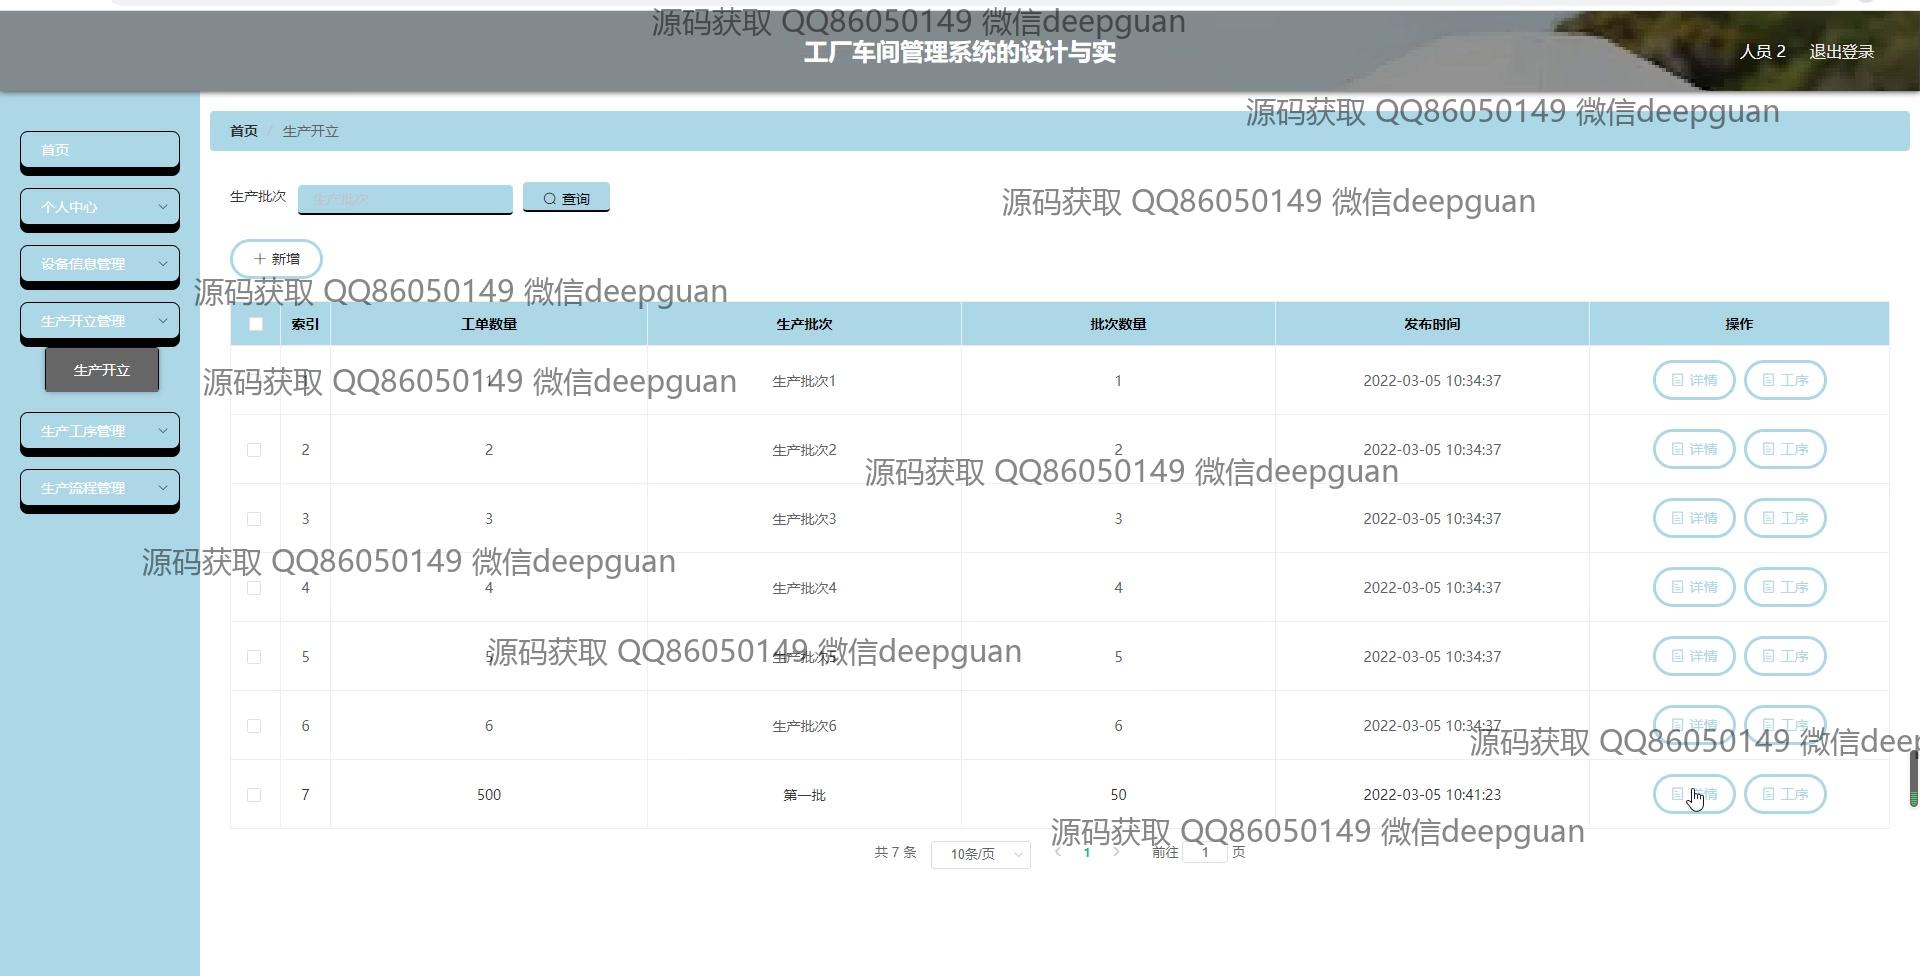 源码获取 QQ86050149 微信deepguan
工厂车间管理系统的设计与实
人员 2 退出登录
源码获取 QQ86050149 微信deepguan
首页 / 生产开立
首页
个人中心
设备信息管理
生产开立管理
生产开立
生产工序管理
生产流程管理
生产批次 生产批次 查询
源码获取 QQ86050149 微信deepguan
新增
源码获取 QQ86050149 微信deepguan
索引 工单数量 生产批次 批次数量 发布时间 操作
1 1 生产批次1 1 2022-03-05 10:34:37 详情 工序
源码获取 QQ86050149 微信deepguan
2 2 生产批次2 2 2022-03-05 10:34:37 详情 工序
源码获取 QQ86050149 微信deepguan
3 3 生产批次3 3 2022-03-05 10:34:37 详情 工序
源码获取 QQ86050149 微信deepguan
4 4 生产批次4 4 2022-03-05 10:34:37 详情 工序
源码获取 QQ86050149 微信deepguan
5 5 生产批次5 5 2022-03-05 10:34:37 详情 工序
6 6 生产批次6 6 2022-03-05 10:34:37 详情 工序
源码获取 QQ86050149 微信deep
7 500 第一批 50 2022-03-05 10:41:23 详情 工序
源码获取 QQ86050149 微信deepguan
共 7 条 10条/页 1 前往 1 页